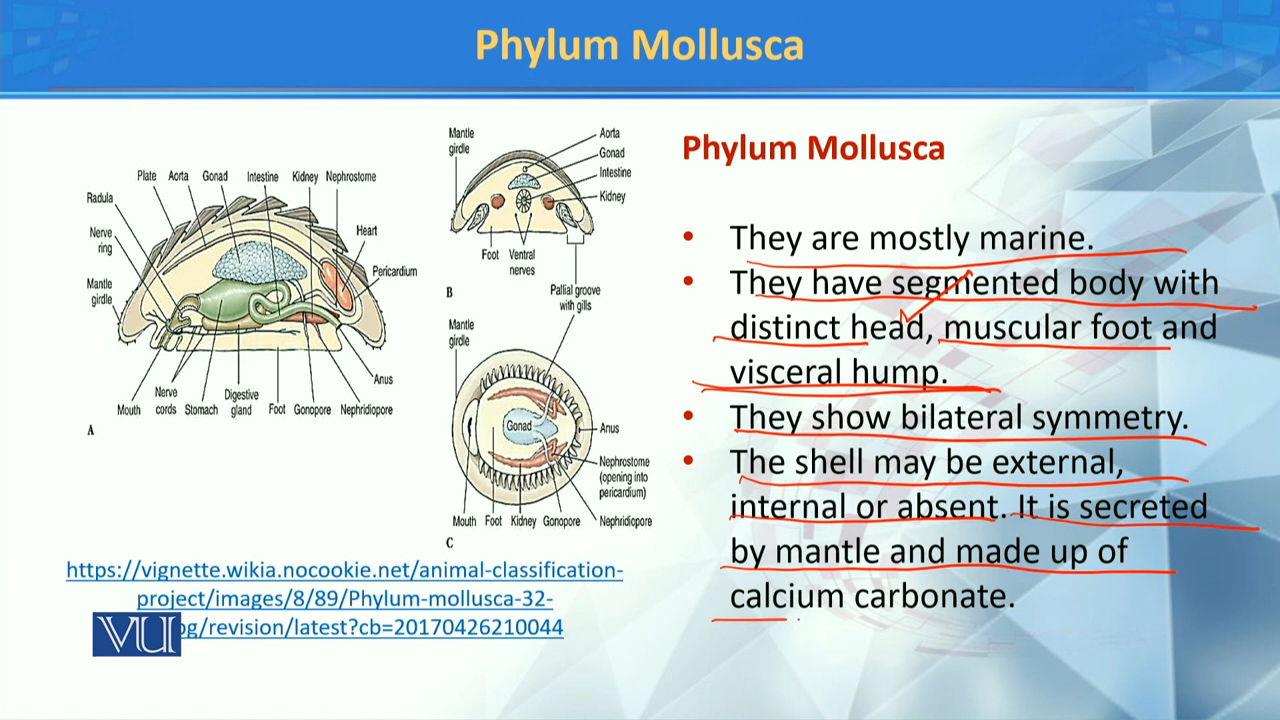 Phylum Mollusca
Plate Aorta Gonad Intestine Kidney Nephrostome
Radula
Nerve
ring
Mantle
girdle
Heart
Pericardium
Anus
Mouth
Nerve
cords
Stomach
Digestive
gland
Foot
Gonopore
Nephridiopore
A
Mantle
girdle
Aorta
Gonad
Intestine
Kidney
Foot
Ventral
nerves
B
Pallial groove
with gills
Mantle
girdle
Gonad
Anus
Nephrostome
(opening into
pericardium)
Mouth Foot Kidney Gonopore Nephridiopore
C
https://vignette.wikia.nocookie.net/animal-classification-
project/images/8/89/Phylum-mollusca-32-
og/revision/latest?cb=20170426210044
VU
Phylum Mollusca
• They are mostly marine.
• They have segmented body with
distinct head, muscular foot and
visceral hump.
• They show bilateral symmetry.
• The shell may be external,
internal or absent. It is secreted
by mantle and made up of
calcium carbonate.